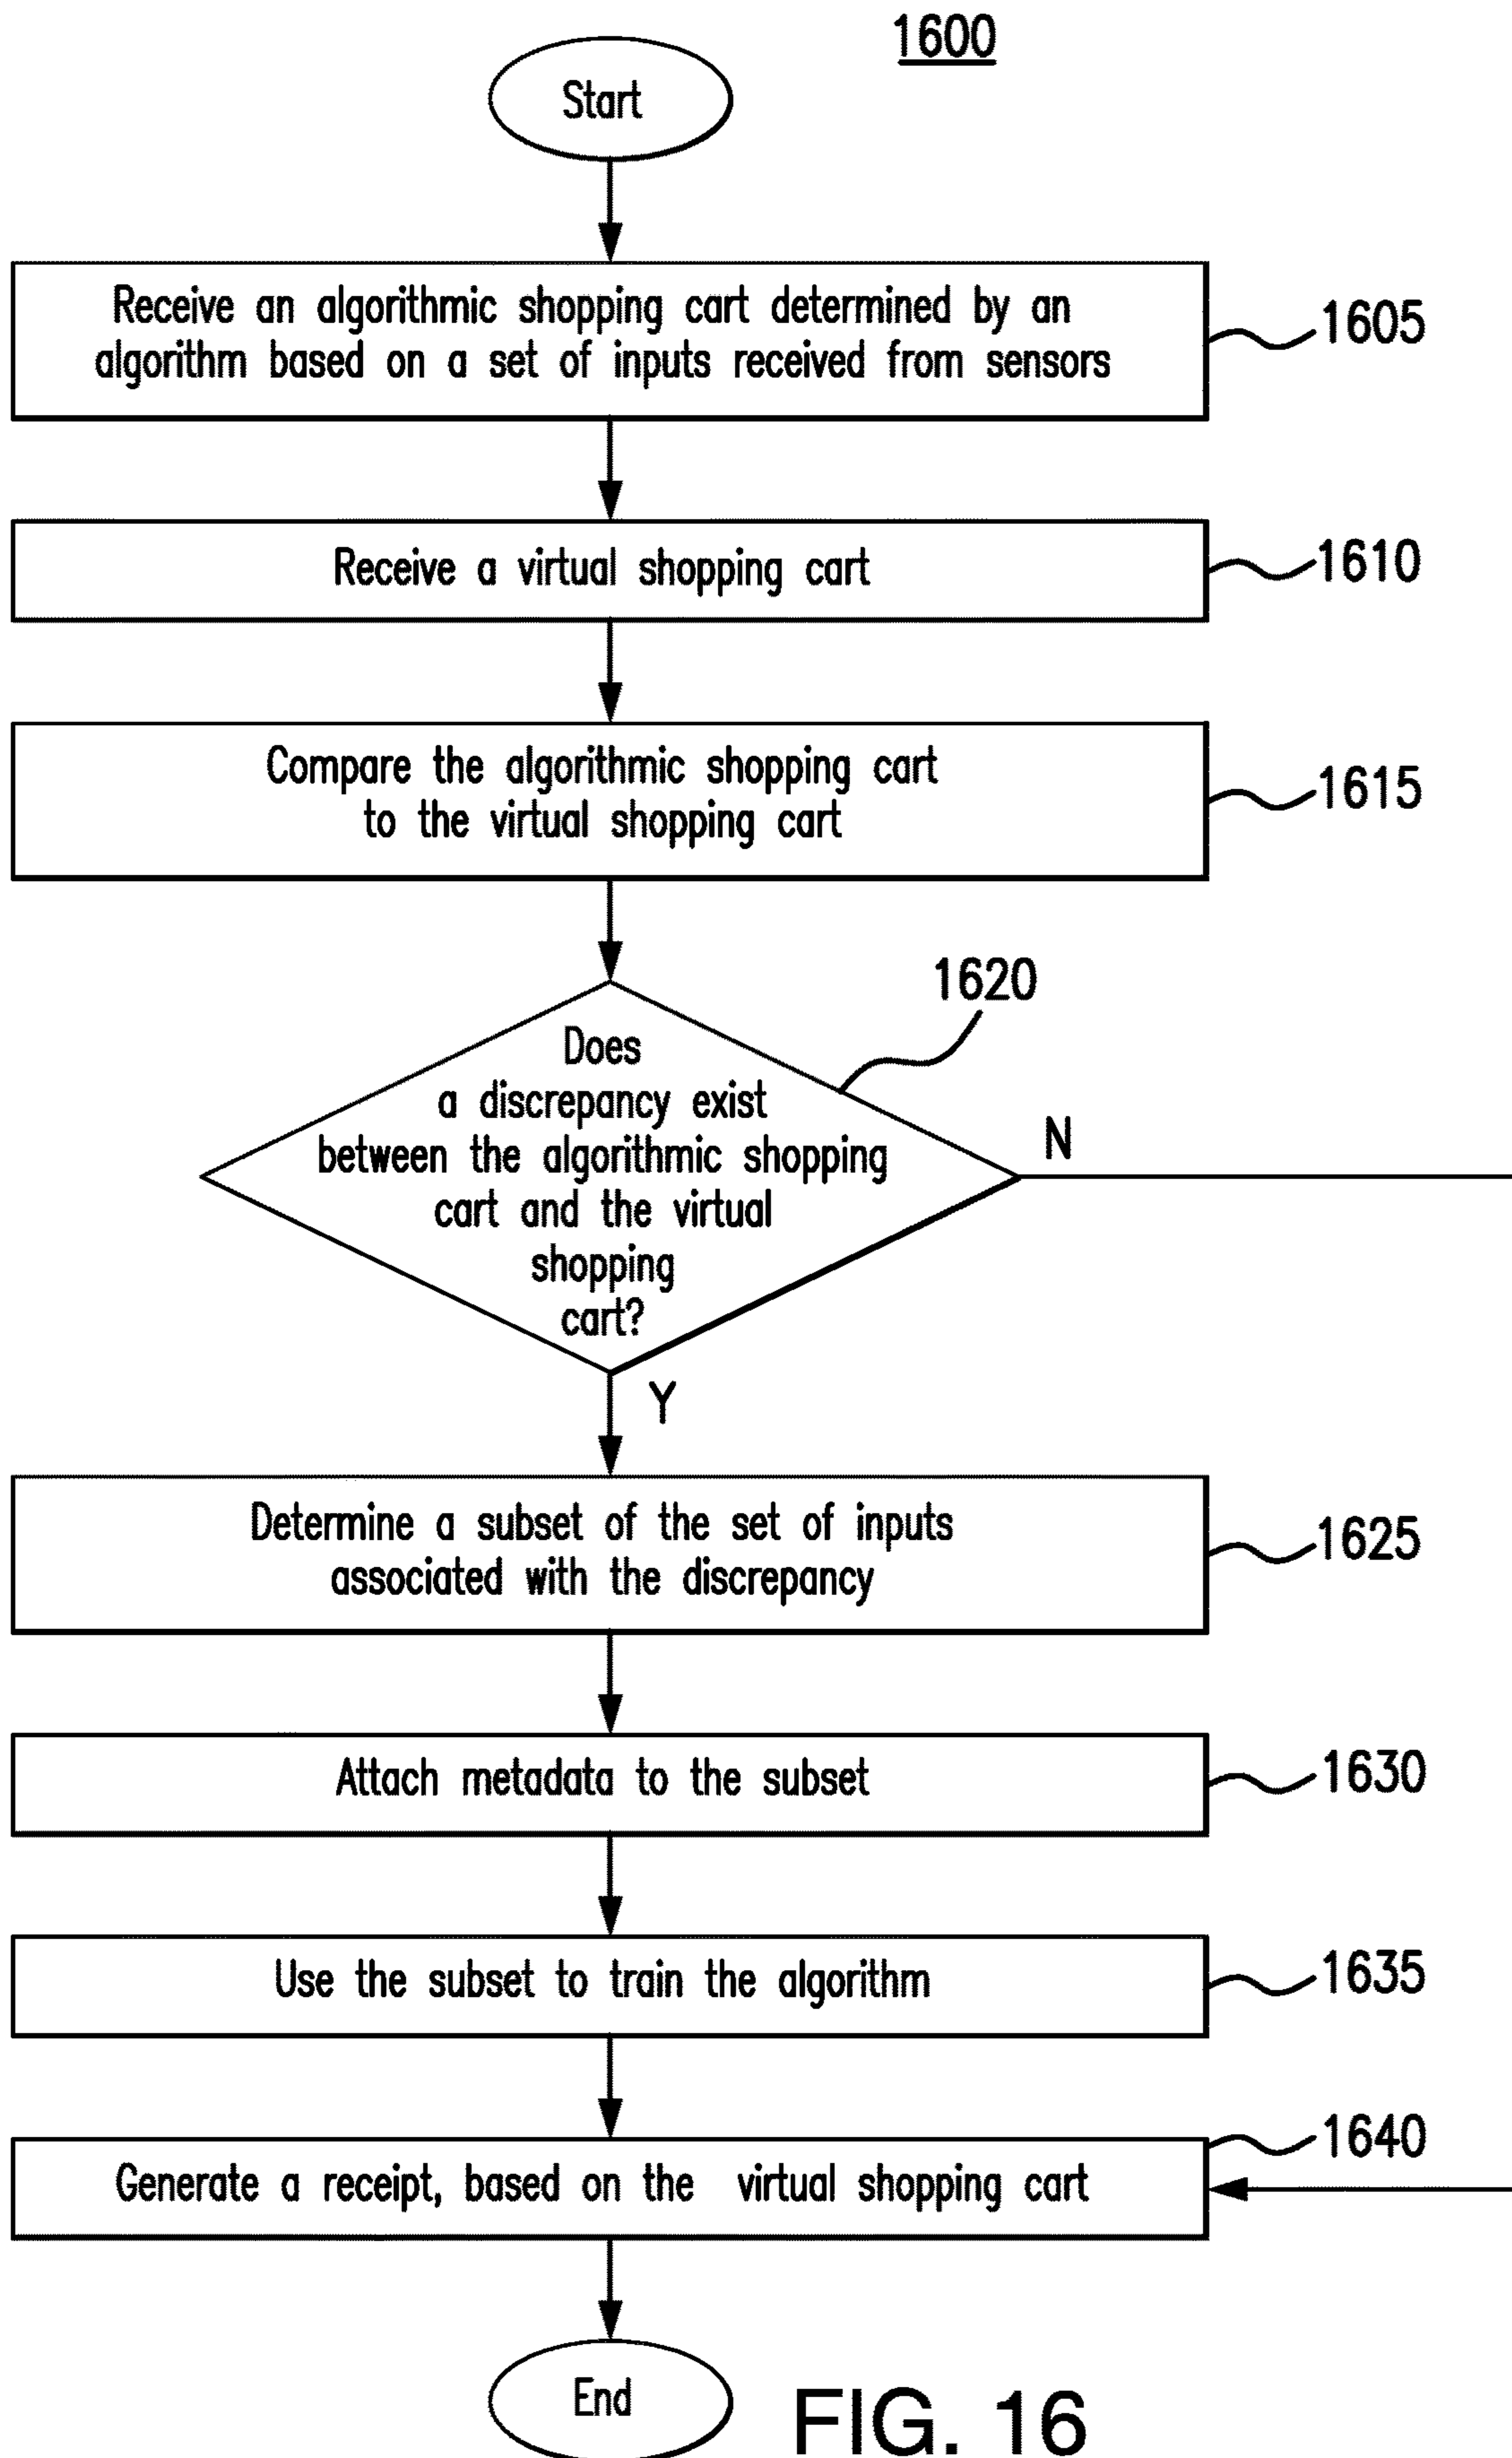 1600
Start
Receive an algorithmic shopping cart determined by an
algorithm based on a set of inputs received from sensors
1605
Receive a virtual shopping cart
1610
Compare the algorithmic shopping cart
to the virtual shopping cart
1615
1620
Does
a discrepancy exist
between the algorithmic shopping
cart and the virtual
shopping
cart?
N
Y
Determine a subset of the set of inputs
associated with the discrepancy
1625
Attach metadata to the subset
1630
Use the subset to train the algorithm
1635
Generate a receipt, based on the virtual shopping cart
1640
End
FIG. 16